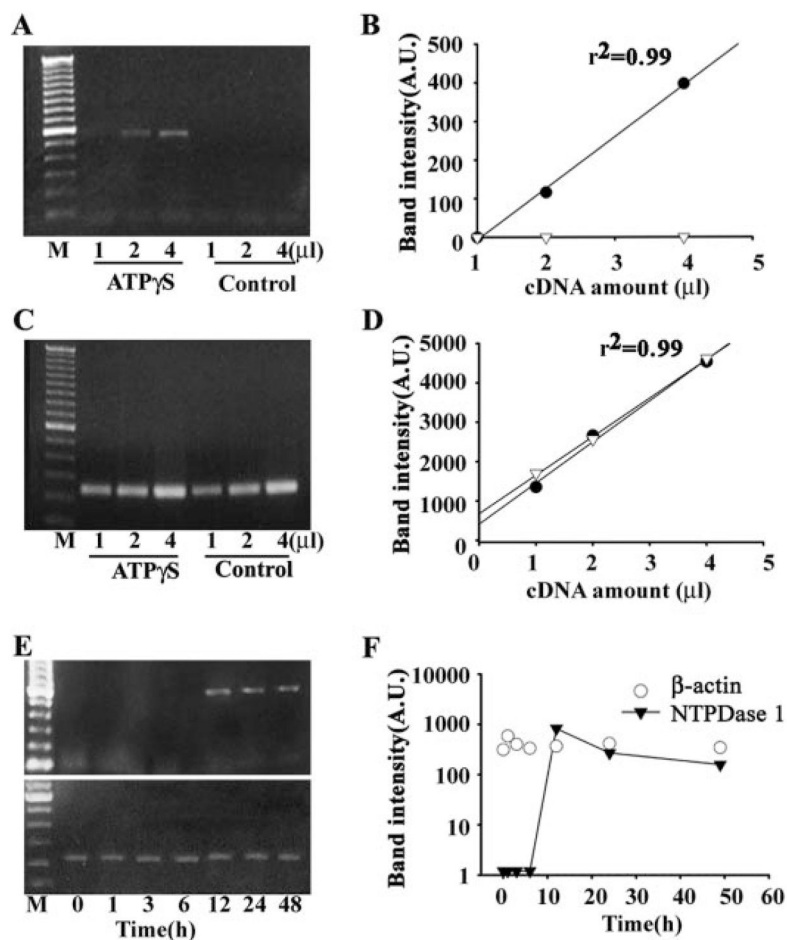 A
M 1 2 4 1 2 4(μl)
ATPγS Control
B
500
400
300
200
100
0
r²=0.99
Band intensity(A.U.)
1 2 3 4 5
cDNA amount (μl)
C
M 1 2 4 1 2 4(μl)
ATPγS Control
D
5000
4000
3000
2000
1000
0
r²=0.99
Band intensity(A.U.)
0 1 2 3 4 5
cDNA amount (μl)
E
M 0 1 3 6 12 24 48
Time(h)
F
10000
1000
100
10
1
Band intensity(A.U.)
β-actin
NTPDase 1
0 10 20 30 40 50 60
Time(h)